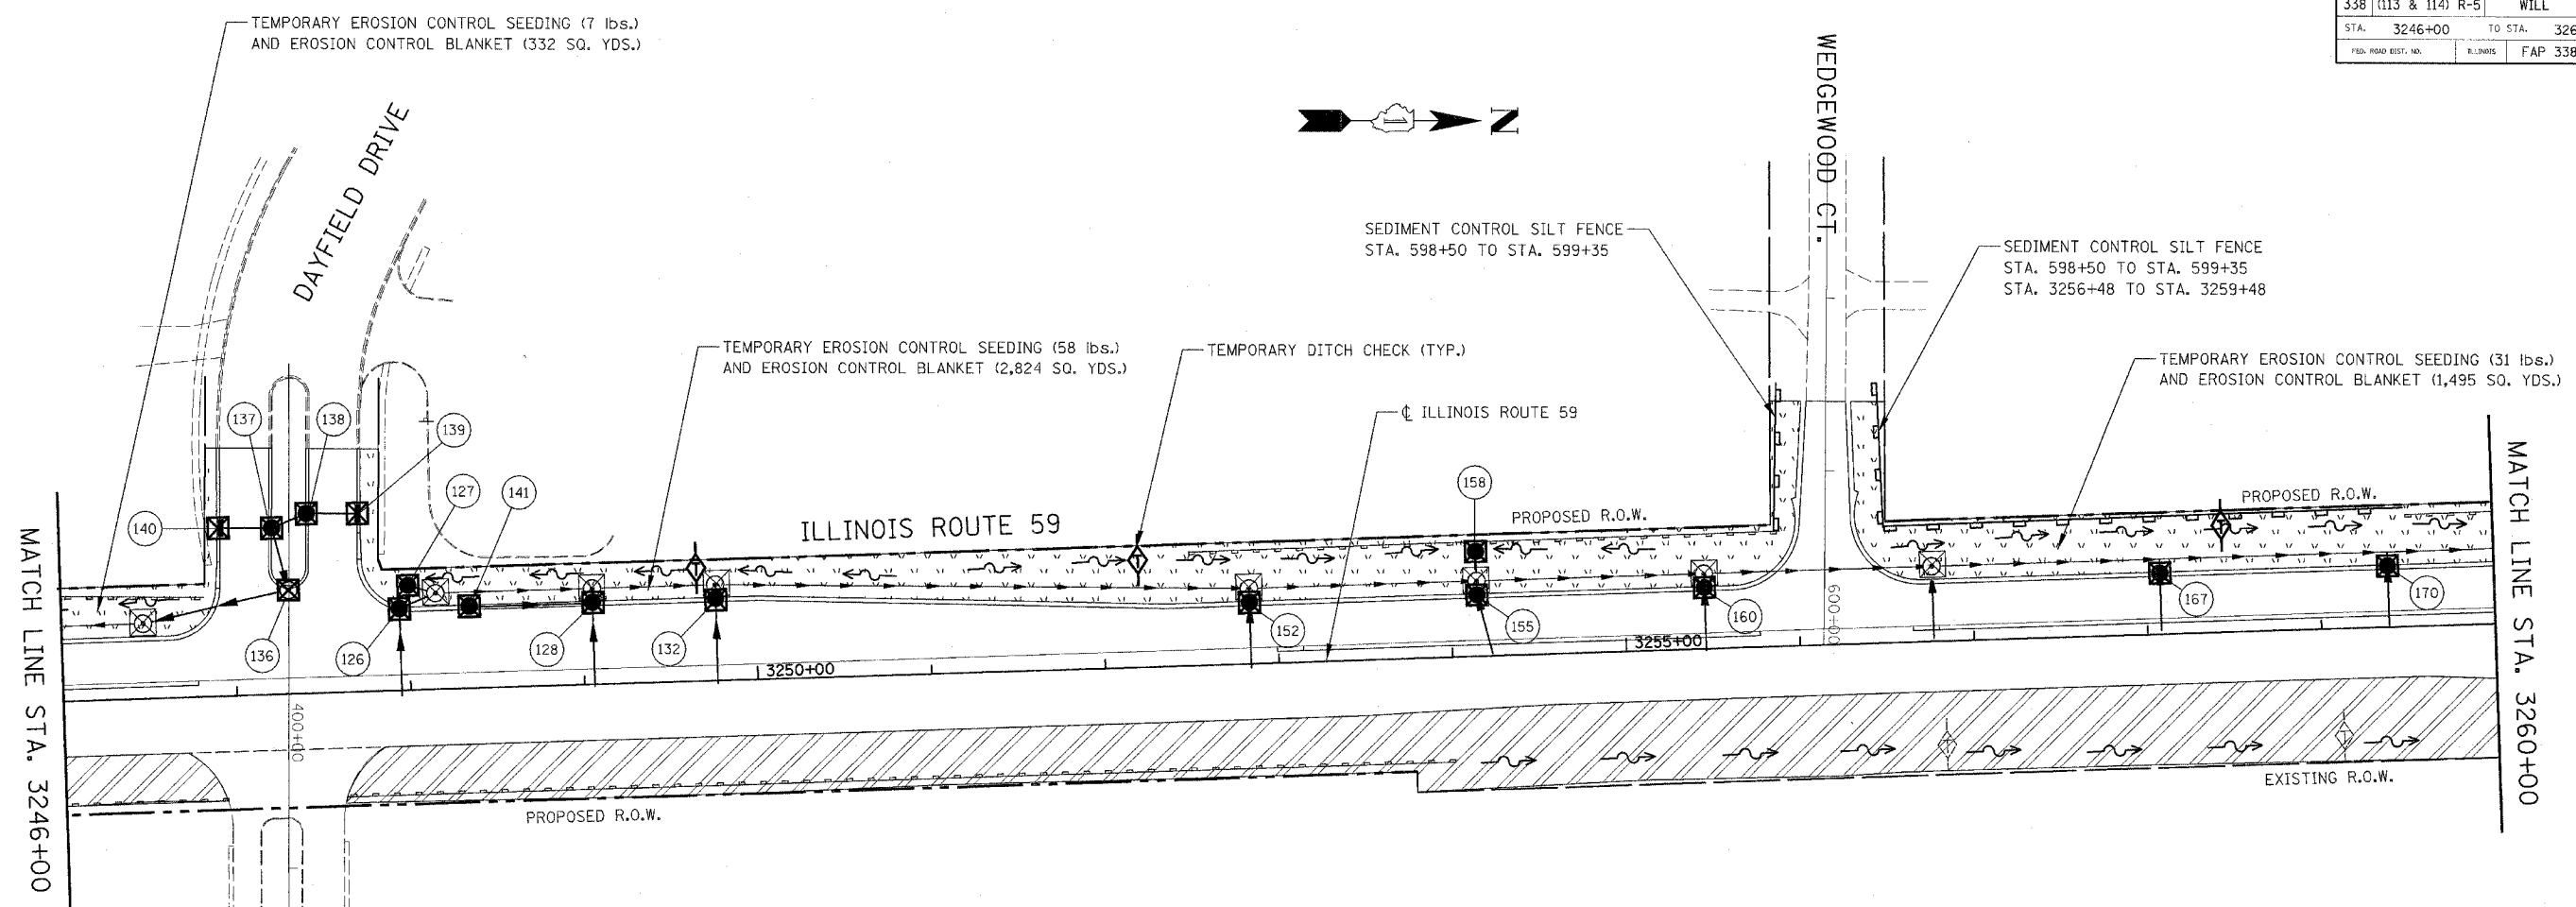 338 (113 & 114) R-5 WILL
STA. 3246+00 TO STA. 326
FED. ROAD DIST. NO. ILLINOIS FAP 338
TEMPORARY EROSION CONTROL SEEDING (7 lbs.)
AND EROSION CONTROL BLANKET (332 SQ. YDS.)
DAYFIELD DRIVE
N
WEDGEWOOD CT.
SEDIMENT CONTROL SILT FENCE
STA. 598+50 TO STA. 599+35
SEDIMENT CONTROL SILT FENCE
STA. 598+50 TO STA. 599+35
STA. 3256+48 TO STA. 3259+48
TEMPORARY EROSION CONTROL SEEDING (58 lbs.)
AND EROSION CONTROL BLANKET (2,824 SQ. YDS.)
TEMPORARY DITCH CHECK (TYP.)
TEMPORARY EROSION CONTROL SEEDING (31 lbs.)
AND EROSION CONTROL BLANKET (1,495 SQ. YDS.)
℄ ILLINOIS ROUTE 59
137
138
139
127
141
158
140
ILLINOIS ROUTE 59
PROPOSED R.O.W.
PROPOSED R.O.W.
T
T
T
136
126
128
132
152
155
160
167
170
3250+00
3255+00
600+00
400+00
T
T
PROPOSED R.O.W.
EXISTING R.O.W.
MATCH LINE STA. 3246+00
MATCH LINE STA. 3260+00